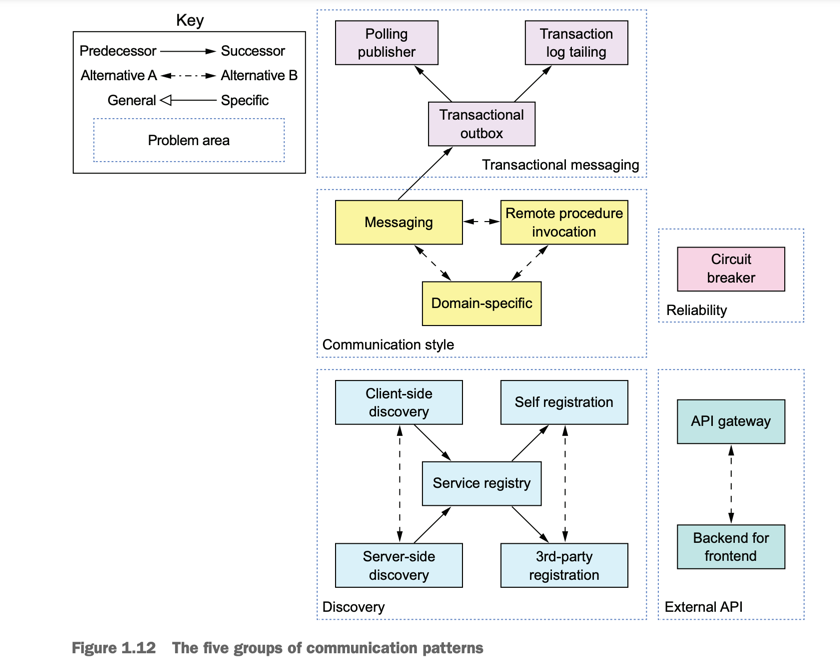 Key
Predecessor
Successor
Alternative A
Alternative B
General
Specific
Problem area
Polling
publisher
Transaction
log tailing
Transactional
outbox
Transactional messaging
Messaging
Remote procedure
invocation
Domain-specific
Communication style
Circuit
breaker
Reliability
Client-side
discovery
Self registration
Service registry
Server-side
discovery
3rd-party
registration
Discovery
API gateway
Backend for
frontend
External API
Figure 1.12 The five groups of communication patterns